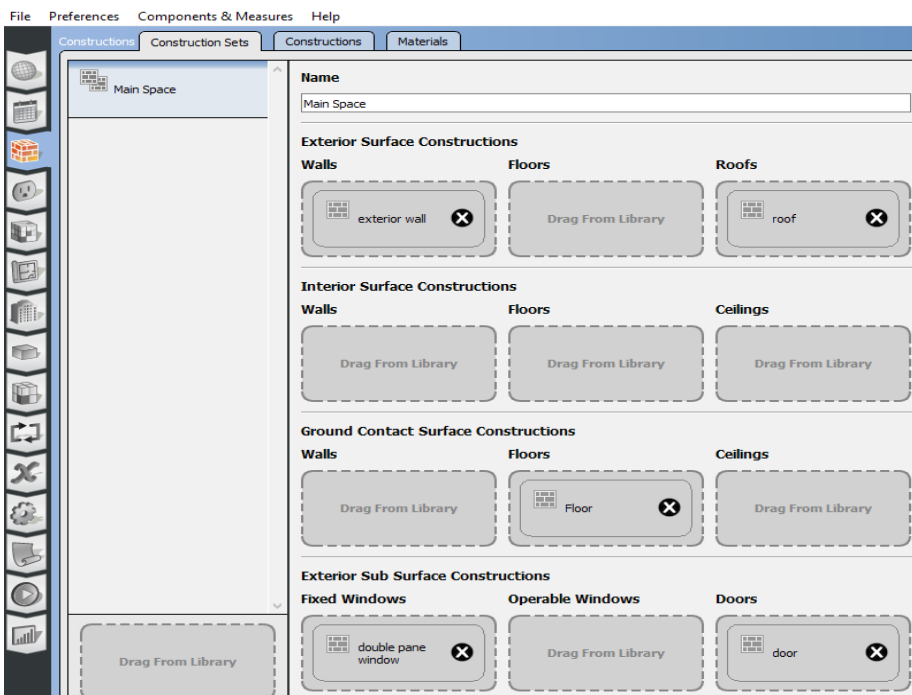 File Preferences Components & Measures Help
Constructions Construction Sets Constructions Materials
Main Space
Name
Main Space
Exterior Surface Constructions
Walls Floors Roofs
exterior wall Drag From Library roof
Interior Surface Constructions
Walls Floors Ceilings
Drag From Library Drag From Library Drag From Library
Ground Contact Surface Constructions
Walls Floors Ceilings
Drag From Library Floor Drag From Library
Exterior Sub Surface Constructions
Fixed Windows Operable Windows Doors
double pane
window
Drag From Library door
Drag From Library